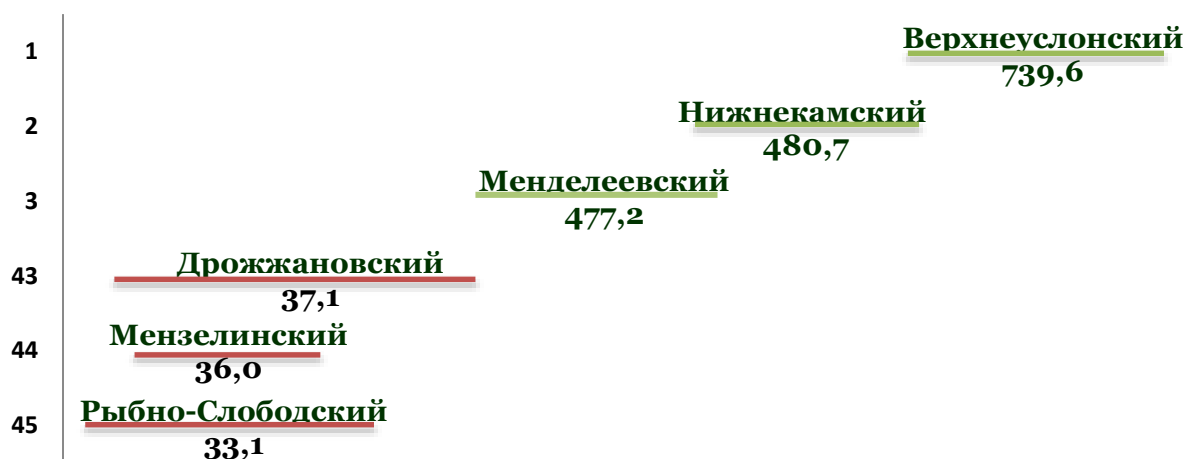 1
Верхнеуслонский
739,6
2
Нижнекамский
480,7
3
Менделеевский
477,2
43
Дрожжановский
37,1
44
Мензелинский
36,0
45
Рыбно-Слободский
33,1